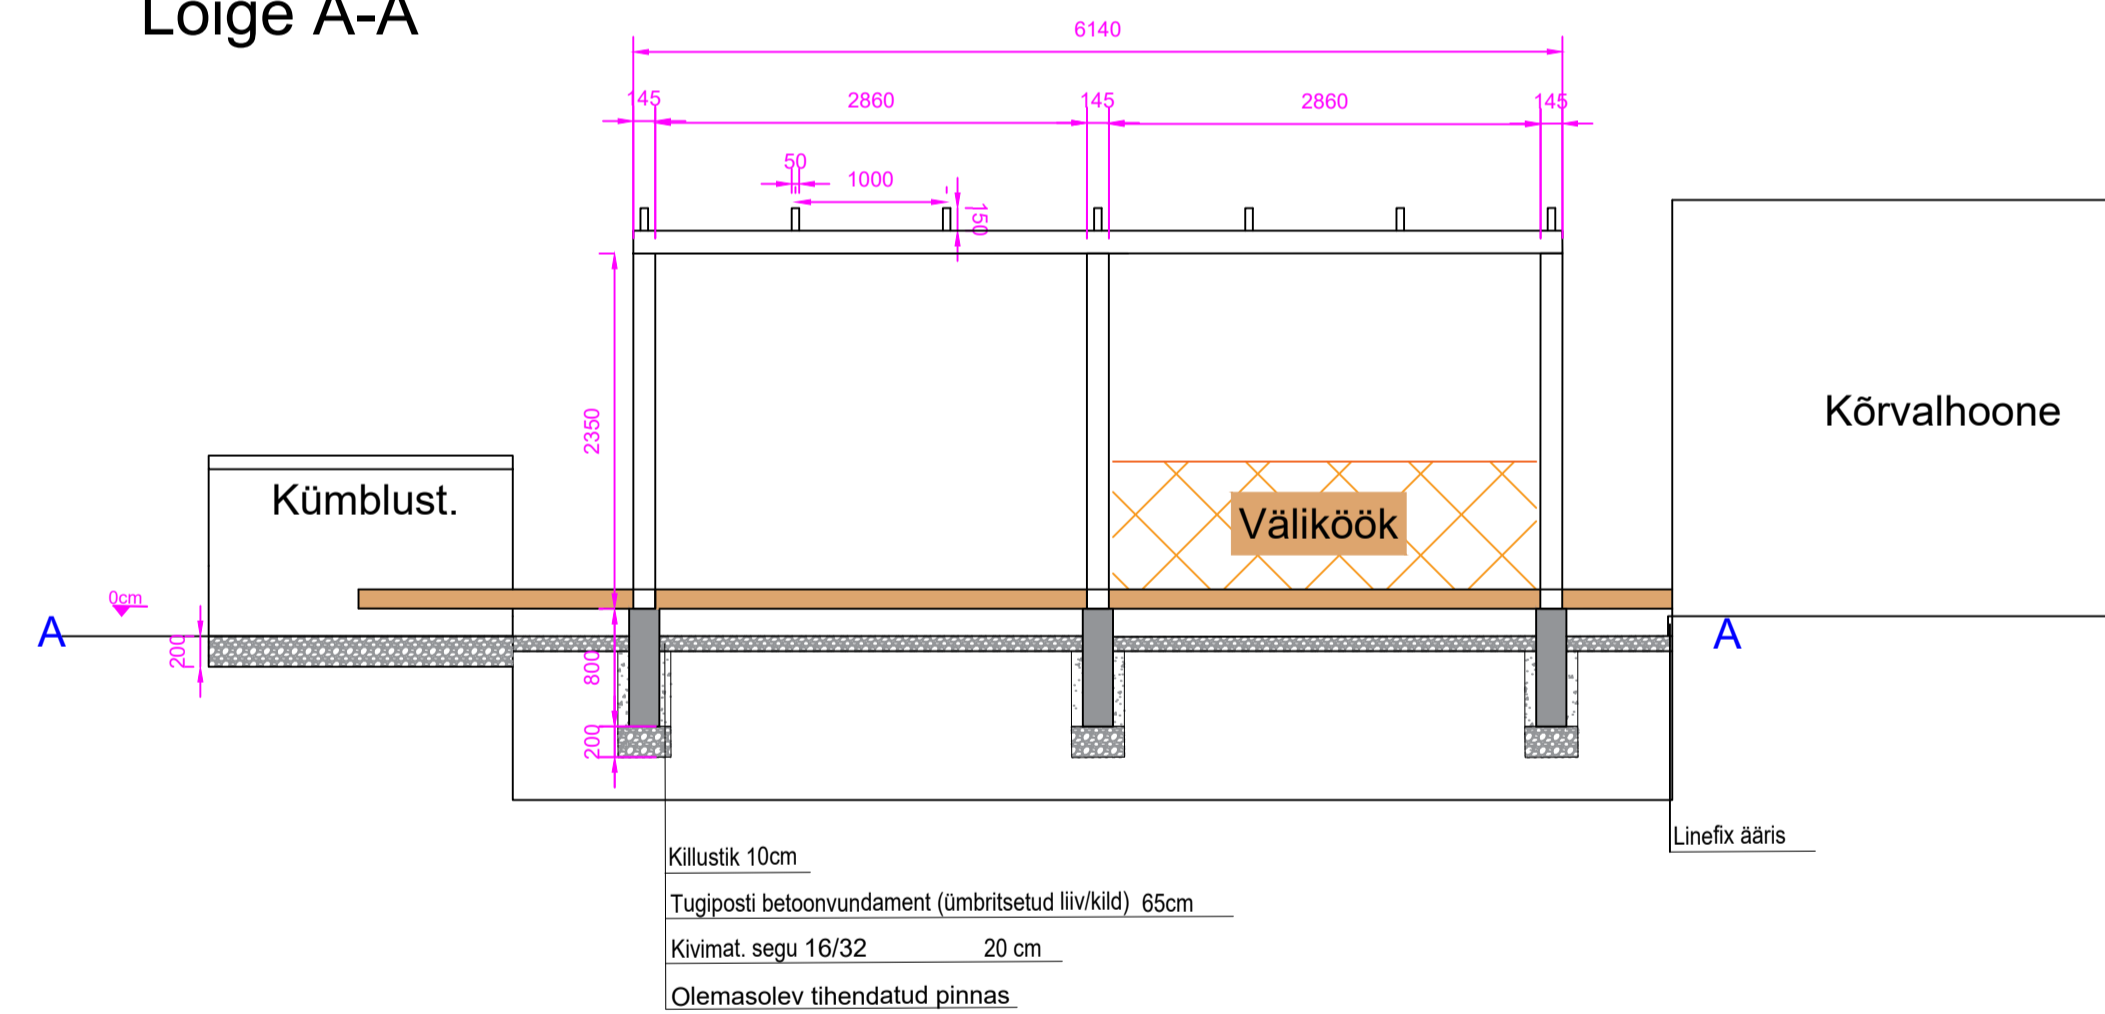 Lõige A-A
6140
145 2860 145 2860 145
50
1000
150
2350
Kõrvalhoone
Kümblust.
Väliköök
0cm
A A
200
800
200
Linefix ääris
Killustik 10cm
Tugiposti betoonvundament (ümbritsetud liiv/kild) 65cm
Kivimat. segu 16/32 20 cm
Olemasolev tihendatud pinnas